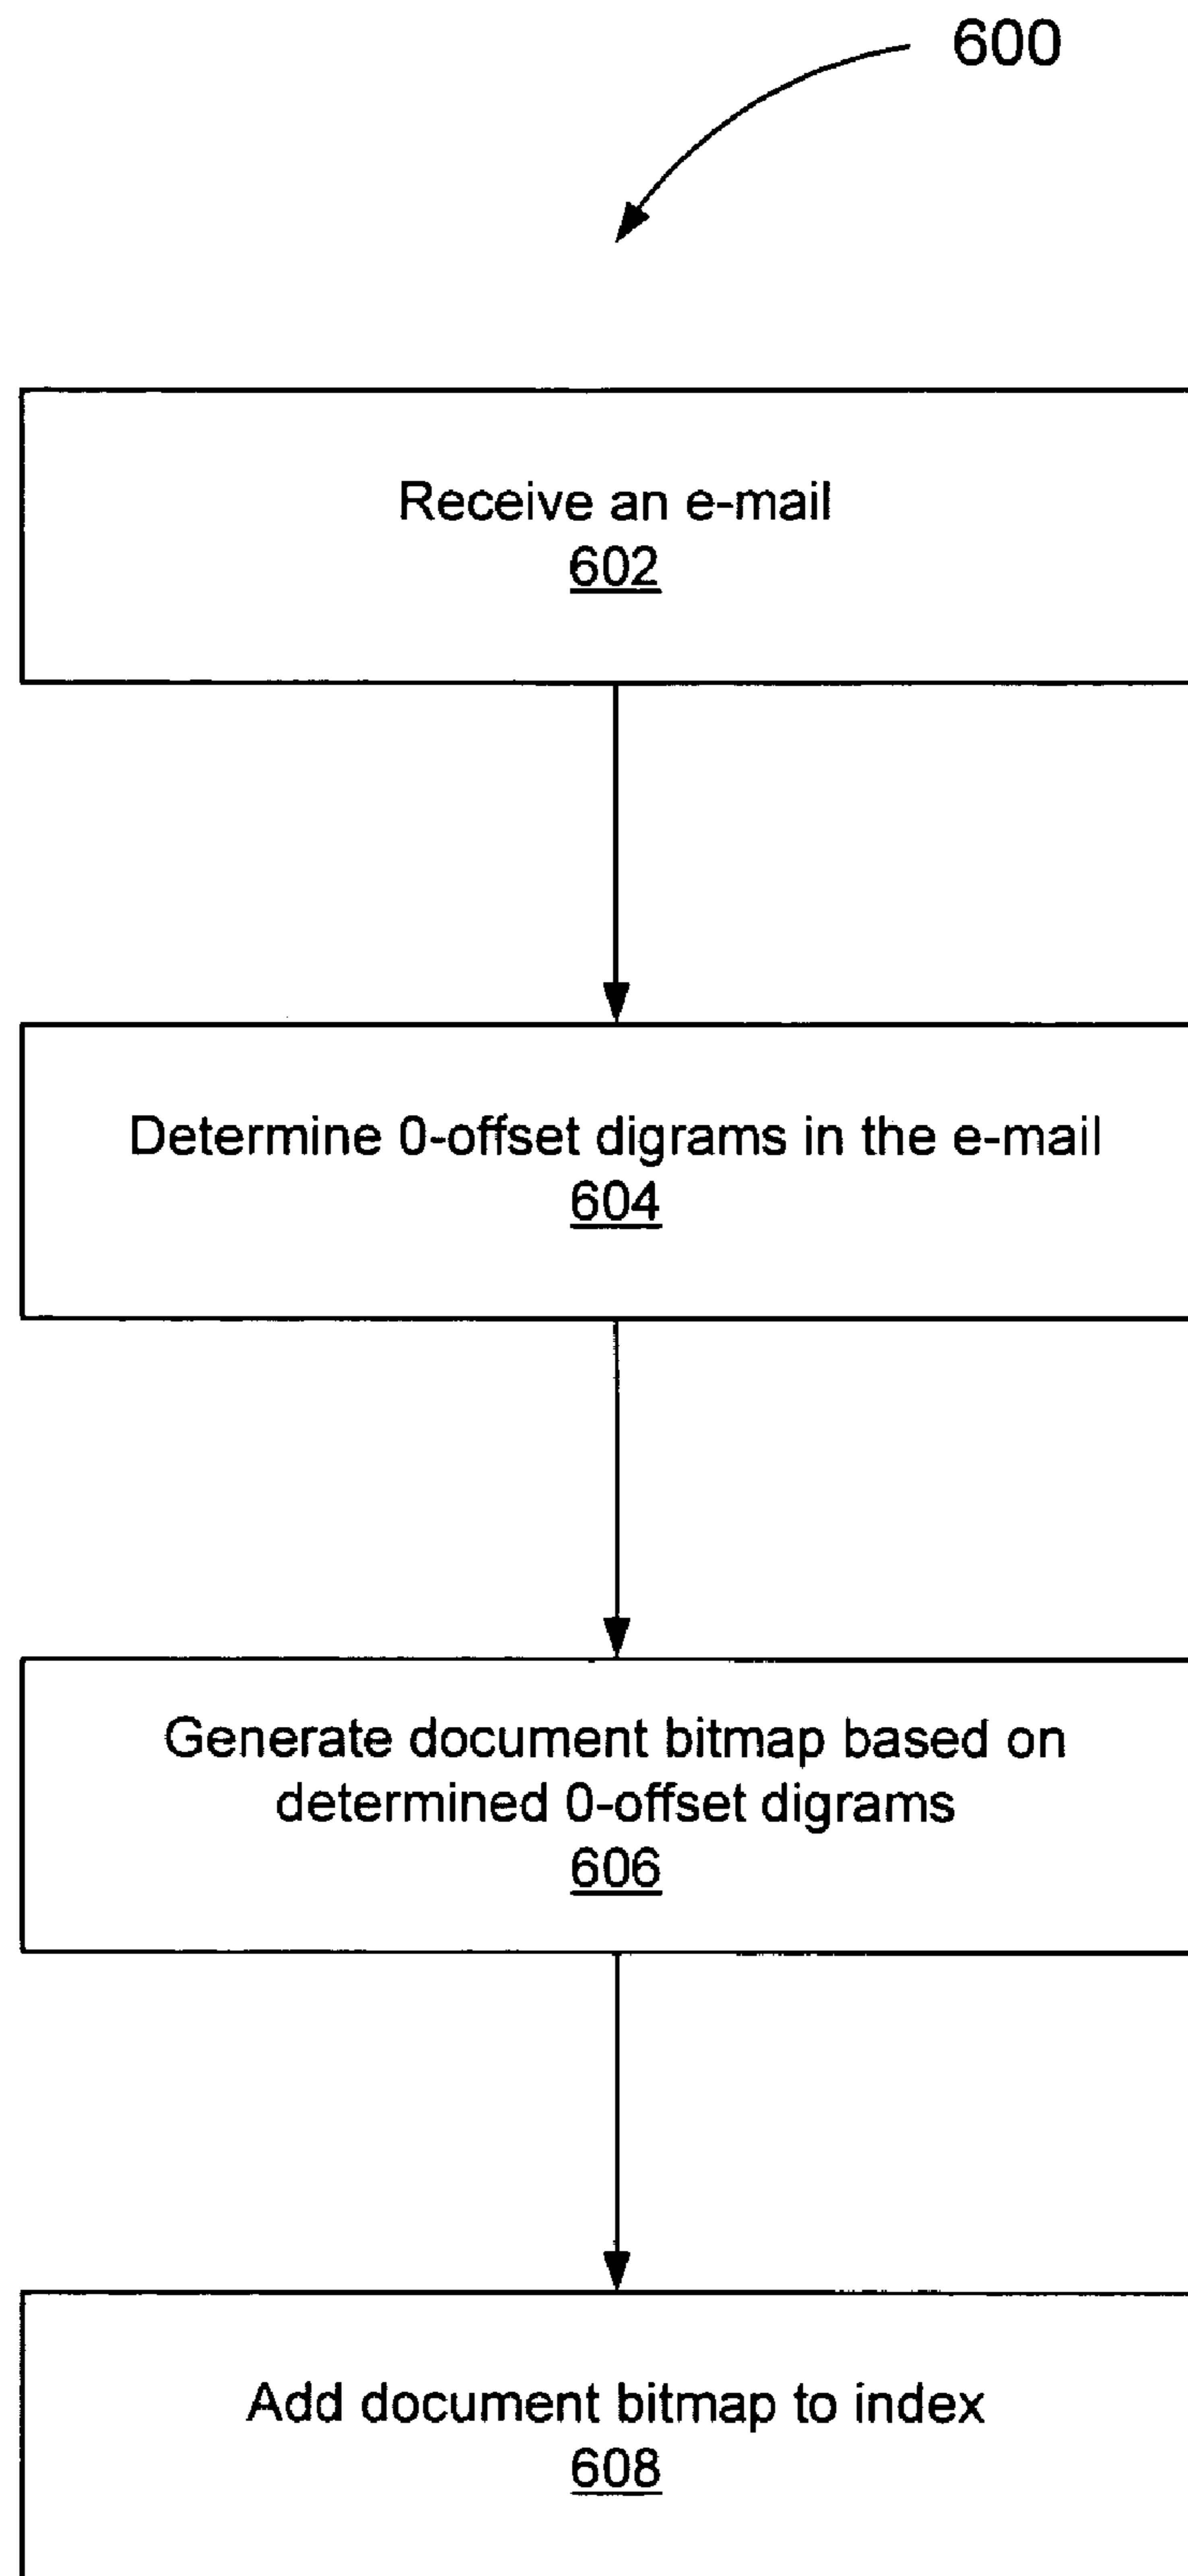 600
Receive an e-mail
602
Determine 0-offset digrams in the e-mail
604
Generate document bitmap based on
determined 0-offset digrams
606
Add document bitmap to index
608